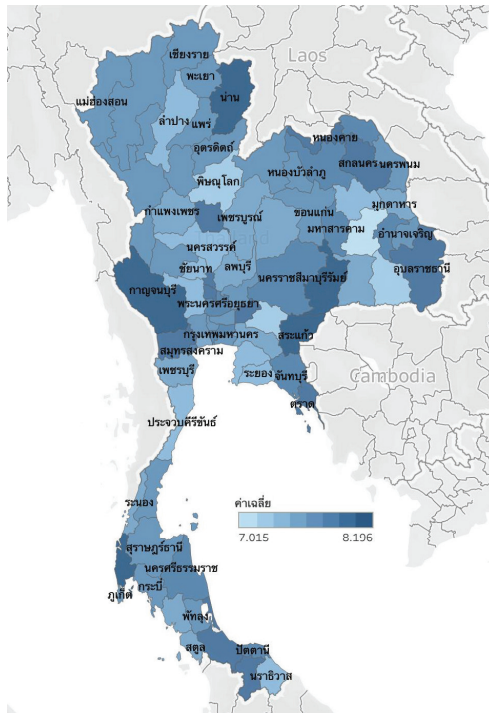 เชียงราย
Laos
พะเยา
แม่ฮ่องสอน
น่าน
ลำปาง
แพร่
อุตรดิตถ์
หนองคาย
สกลนคร
นครพนม
พิษณุโลก
หนองบัวลำภู
มุกดาหาร
กำแพงเพชร
เพชรบูรณ์
ขอนแก่น
มหาสารคาม
อำนาจเจริญ
นครสวรรค์
ชัยนาท
ลพบุรี
นครราชสีมา
บุรีรัมย์
อุบลราชธานี
กาญจนบุรี
พระนครศรีอยุธยา
กรุงเทพมหานคร
สระแก้ว
สมุทรสงคราม
เพชรบุรี
ระยอง
จันทบุรี
Cambodia
ตราด
ประจวบคีรีขันธ์
ระนอง
ค่าเฉลี่ย
7.015
8.196
สุราษฎร์ธานี
นครศรีธรรมราช
ภูเก็ต
กระบี่
พัทลุง
สตูล
ปัตตานี
นราธิวาส